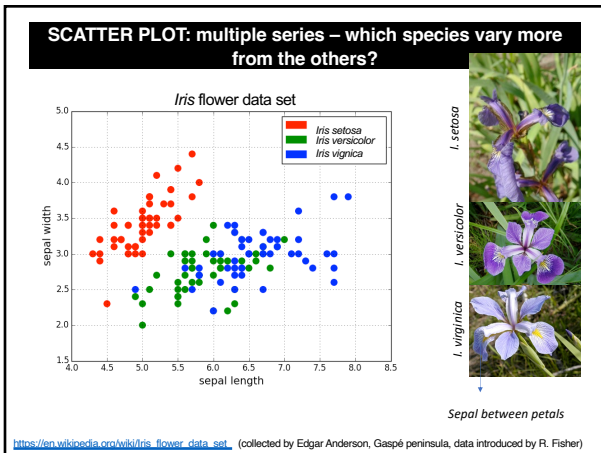 SCATTER PLOT: multiple series – which species vary more
from the others?
Iris flower data set
Iris setosa
Iris versicolor
Iris vignica
5.0
4.5
4.0
3.5
3.0
2.5
2.0
1.5
sepal width
4.0 4.5 5.0 5.5 6.0 6.5 7.0 7.5 8.0 8.5
sepal length
I. setosa
I. versicolor
I. virginica
Sepal between petals
https://en.wikipedia.org/wiki/Iris_flower_data_set (collected by Edgar Anderson, Gaspé peninsula, data introduced by R. Fisher)